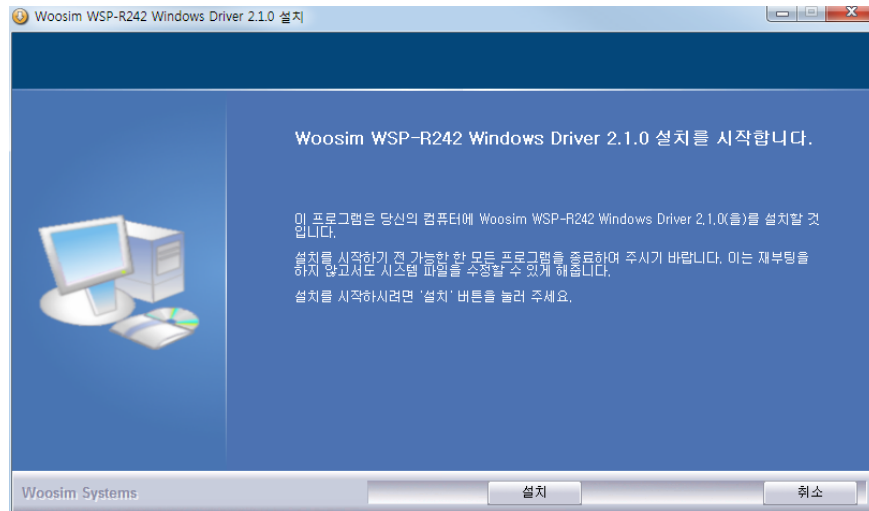 Woosim WSP-R242 Windows Driver 2.1.0 설치
Woosim WSP-R242 Windows Driver 2.1.0 설치를 시작합니다.
이 프로그램은 당신의 컴퓨터에 Woosim WSP-R242 Windows Driver 2.1.0(을)를 설치할 것
입니다.
설치를 시작하기 전 가능한 한 모든 프로그램을 종료하여 주시기 바랍니다. 이는 재부팅을
하지 않고서도 시스템 파일을 수정할 수 있게 해줍니다.
설치를 시작하시려면 '설치' 버튼을 눌러 주세요.
Woosim Systems
설치
취소